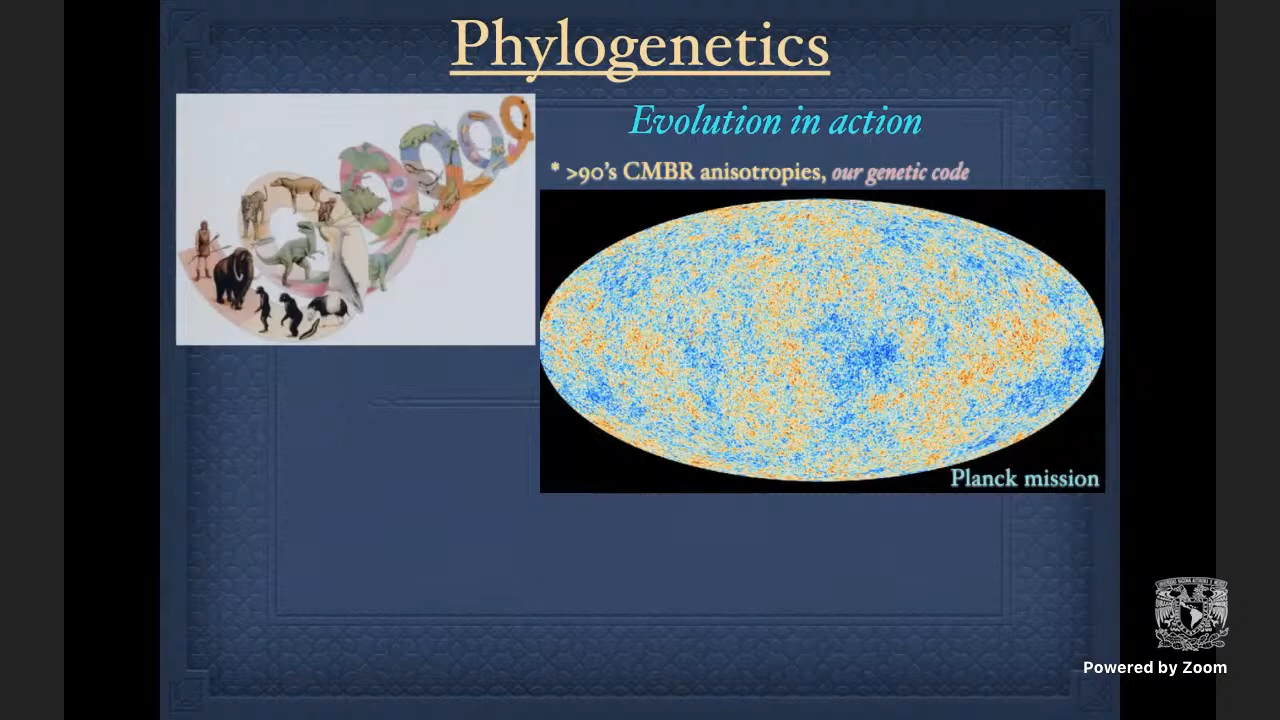 Phylogenetics
Evolution in action
* >90's CMBR anisotropies, our genetic code
Planck mission
Powered by Zoom